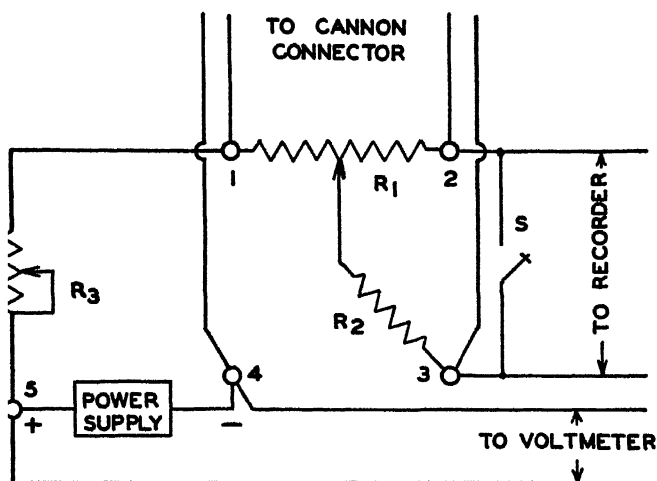 TO CANNON
CONNECTOR
1
R1
2
S
TO RECORDER
R3
R2
5
4
3
+
POWER
SUPPLY
−
TO VOLTMETER